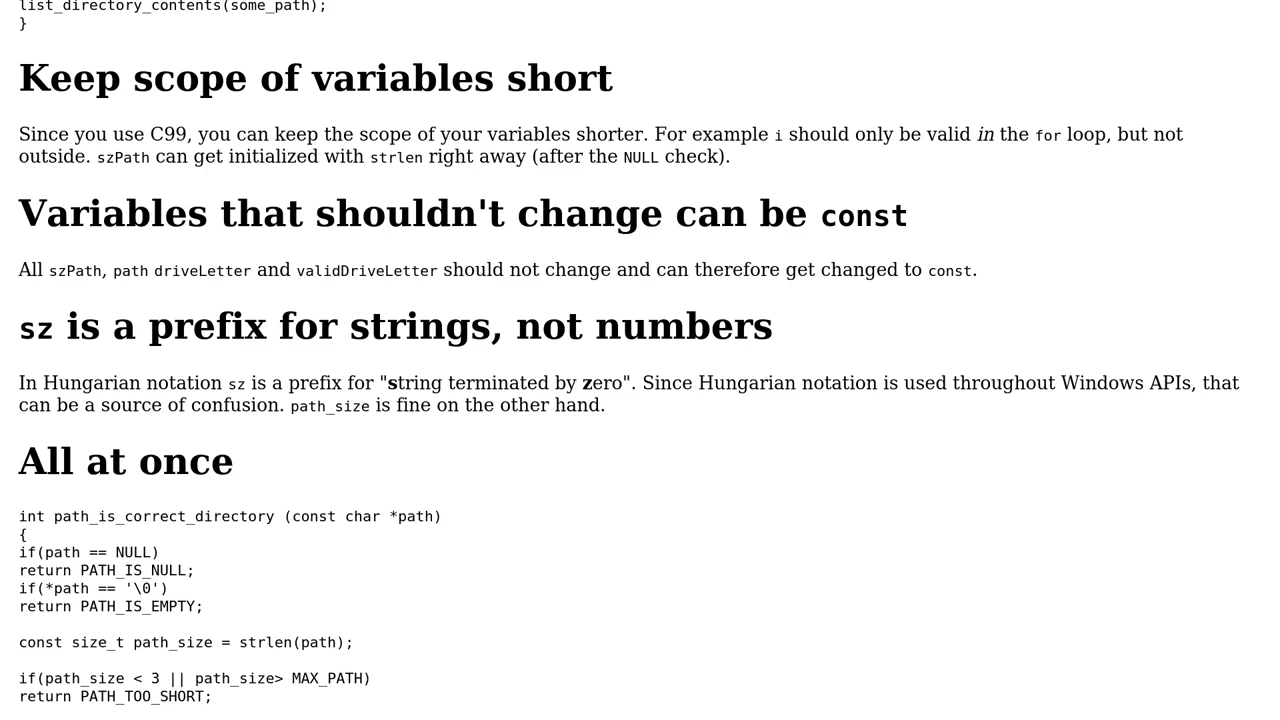 list_directory_contents(some_path);
}
Keep scope of variables short
Since you use C99, you can keep the scope of your variables shorter. For example i should only be valid in the for loop, but not
outside. szPath can get initialized with strlen right away (after the NULL check).
Variables that shouldn't change can be const
All szPath, path driveLetter and validDriveLetter should not change and can therefore get changed to const.
sz is a prefix for strings, not numbers
In Hungarian notation sz is a prefix for "string terminated by zero". Since Hungarian notation is used throughout Windows APIs, that
can be a source of confusion. path_size is fine on the other hand.
All at once
int path_is_correct_directory (const char *path)
{
if(path == NULL)
return PATH_IS_NULL;
if(*path == '\0')
return PATH_IS_EMPTY;
const size_t path_size = strlen(path);
if(path_size < 3 || path_size> MAX_PATH)
return PATH_TOO_SHORT;